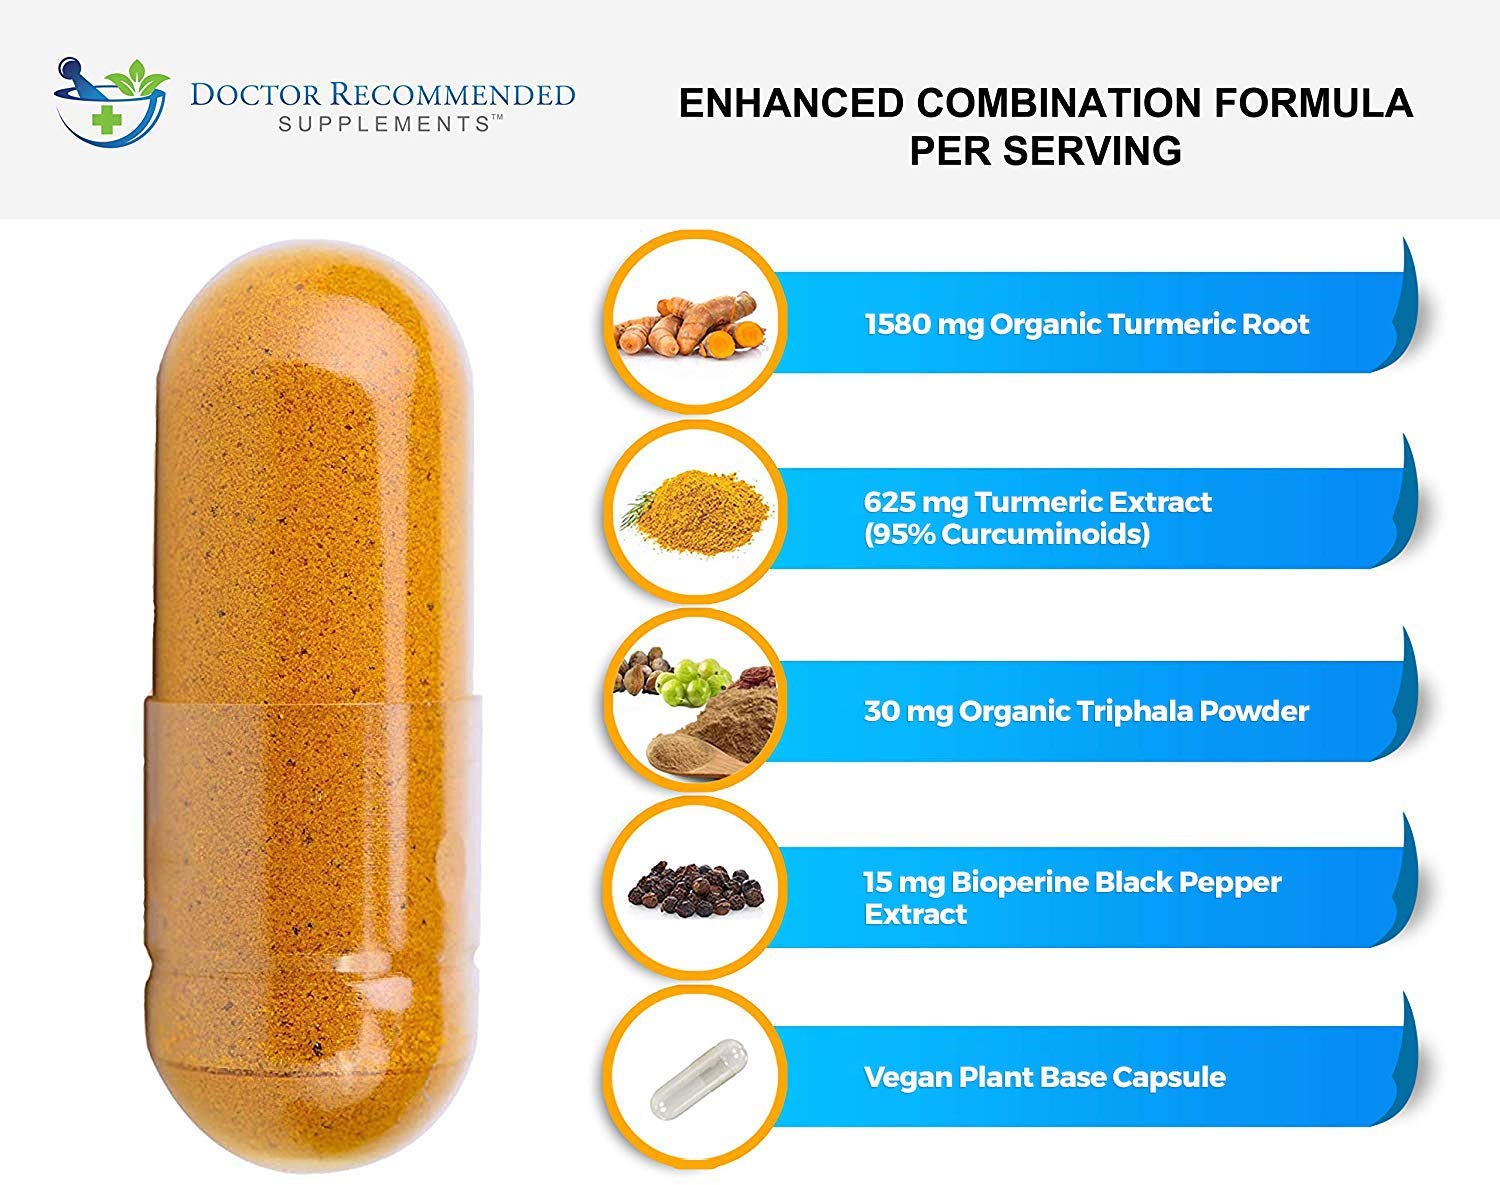 DOCTOR RECOMMENDED
SUPPLEMENTS™
ENHANCED COMBINATION FORMULA
PER SERVING
1580 mg Organic Turmeric Root
625 mg Turmeric Extract
(95% Curcuminoids)
30 mg Organic Triphala Powder
15 mg Bioperine Black Pepper
Extract
Vegan Plant Base Capsule